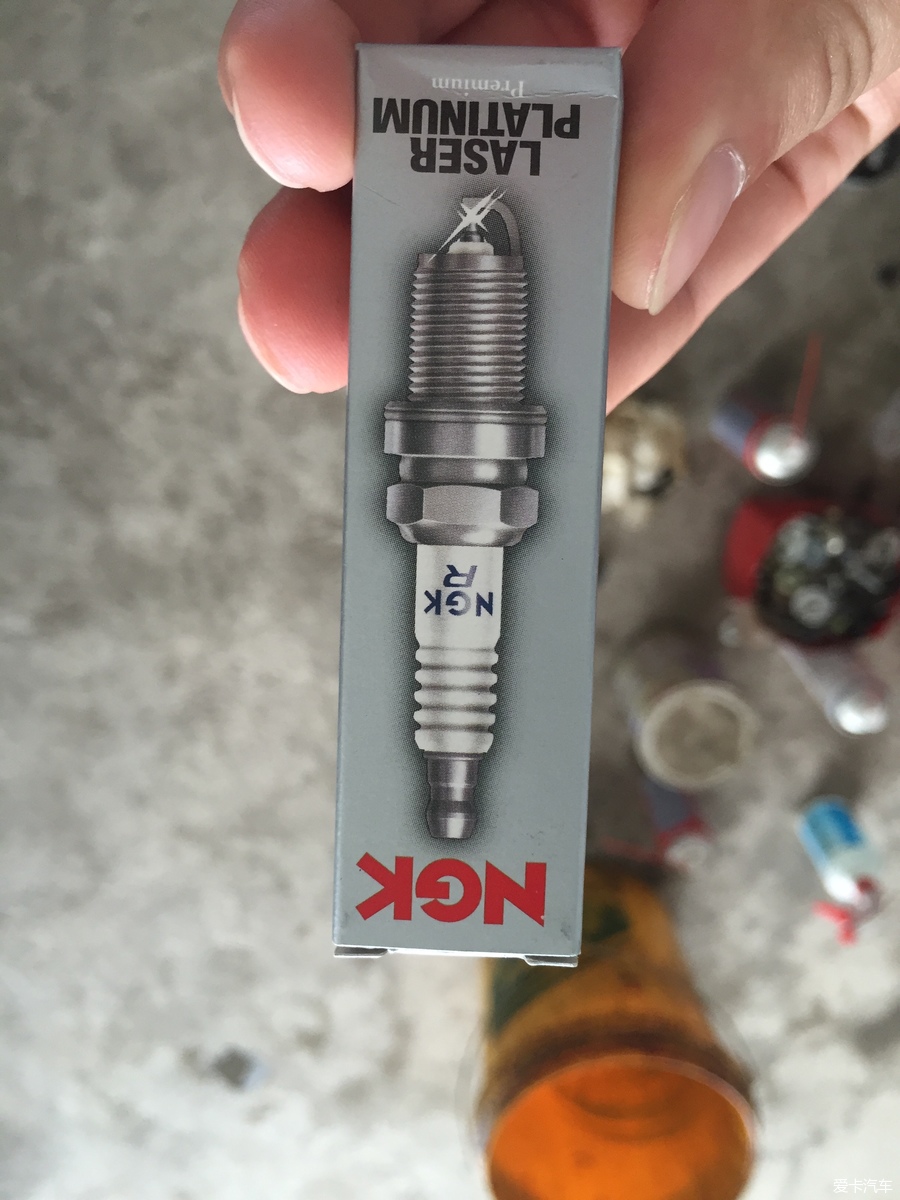 NGK
NGK
R
LASER
PLATINUM
Premium
爱卡汽车